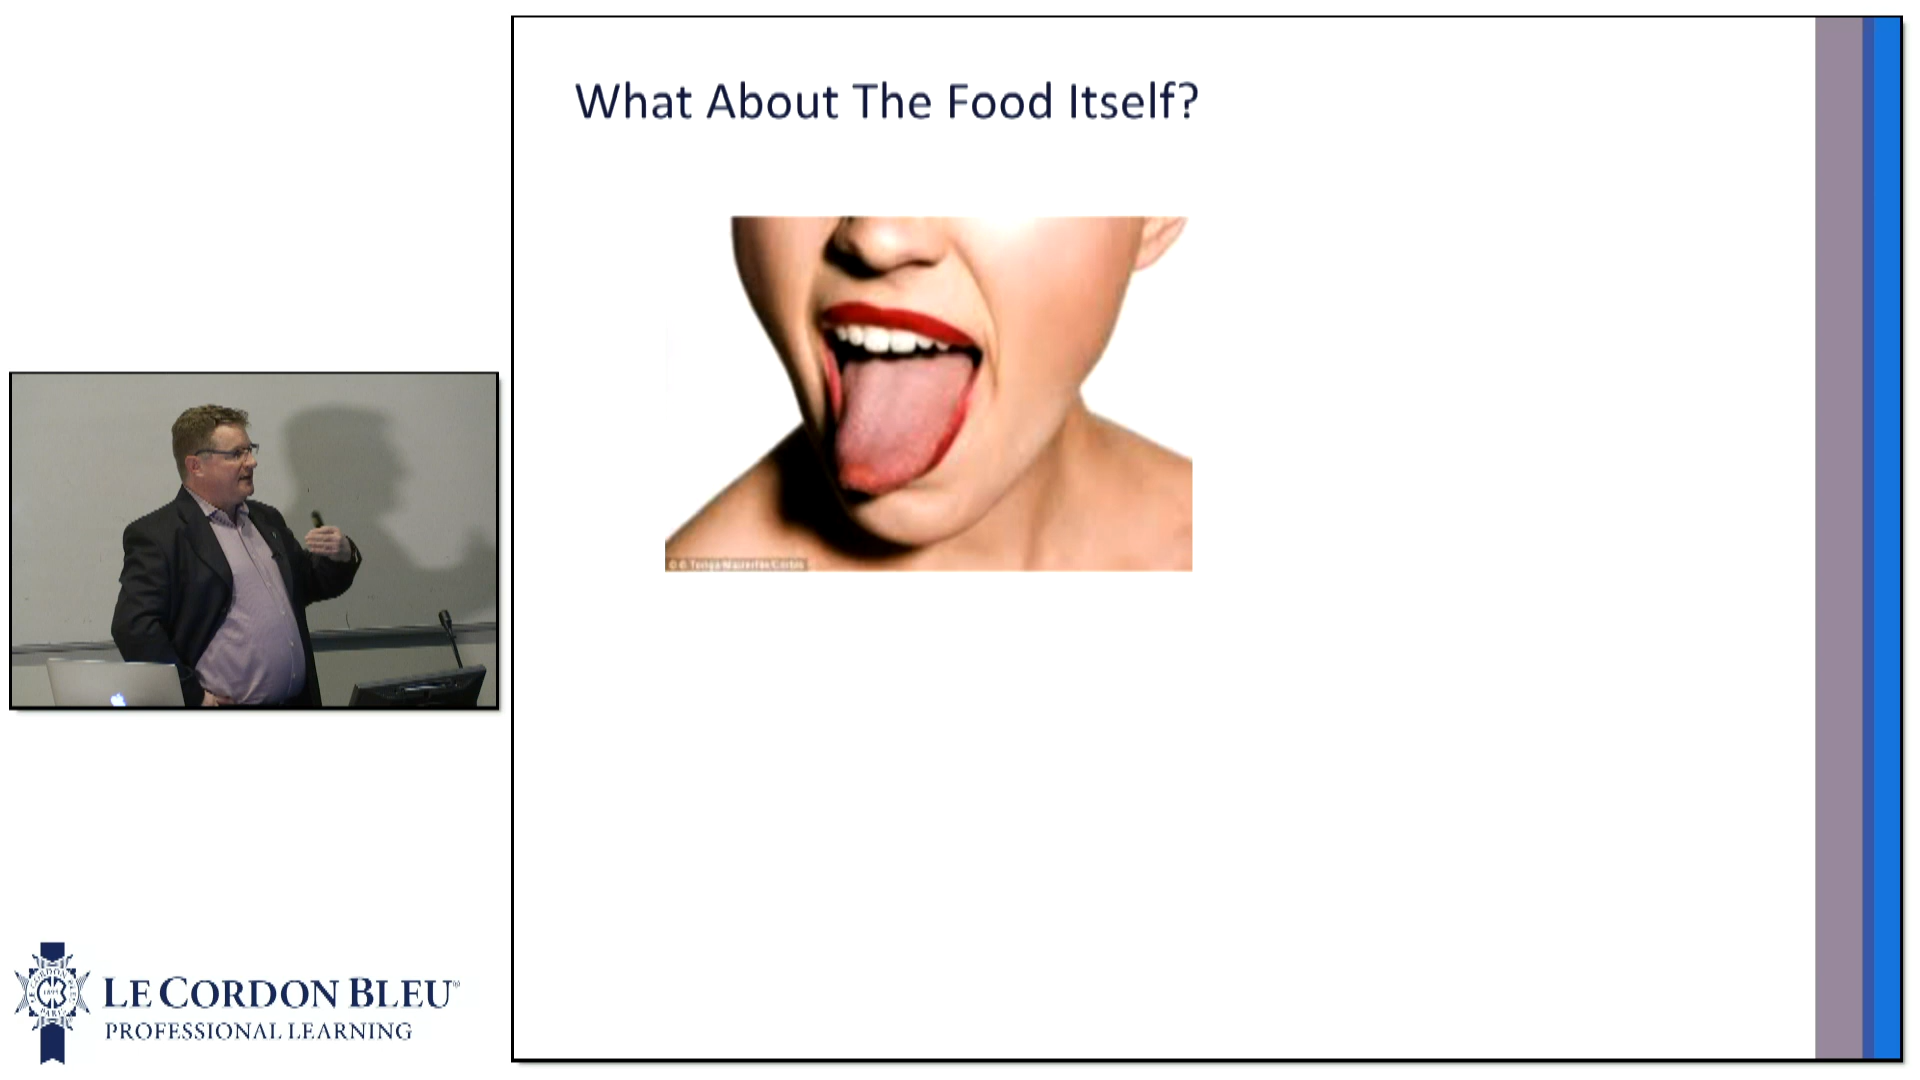 What About The Food Itself?
LE CORDON BLEU®
PROFESSIONAL LEARNING